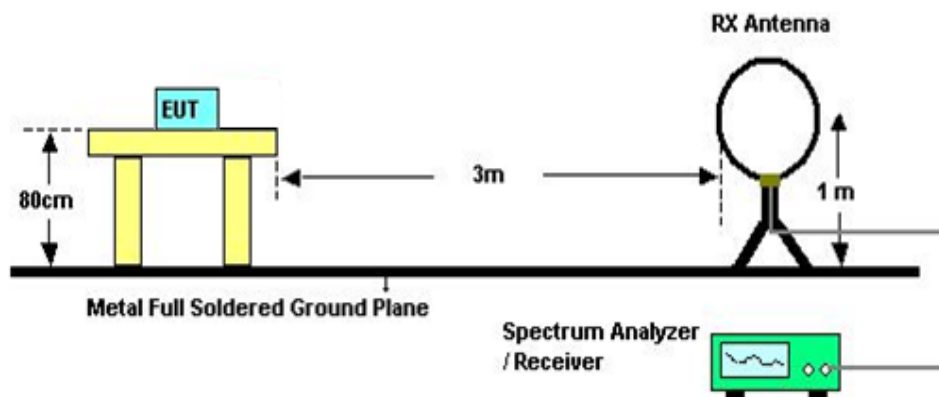 RX Antenna
EUT
3m
80cm
1 m
Metal Full Soldered Ground Plane
Spectrum Analyzer
/ Receiver